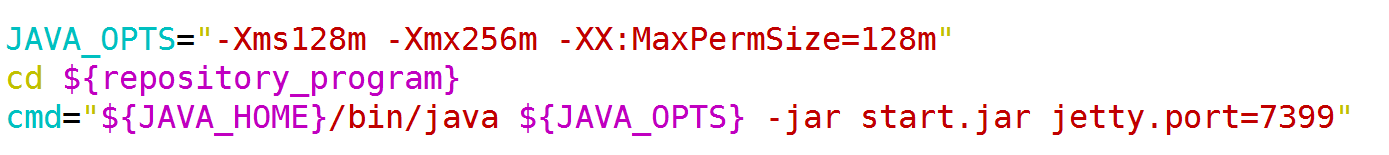 JAVA_OPTS="-Xms128m -Xmx256m -XX:MaxPermSize=128m"
cd ${repository_program}
cmd="${JAVA_HOME}/bin/java ${JAVA_OPTS} -jar start.jar jetty.port=7399"